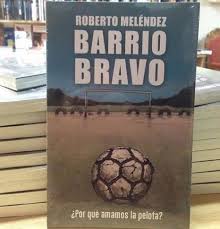 ROBERTO MELÉNDEZ
BARRIO
BRAVO
¿Por qué amamos la pelota?